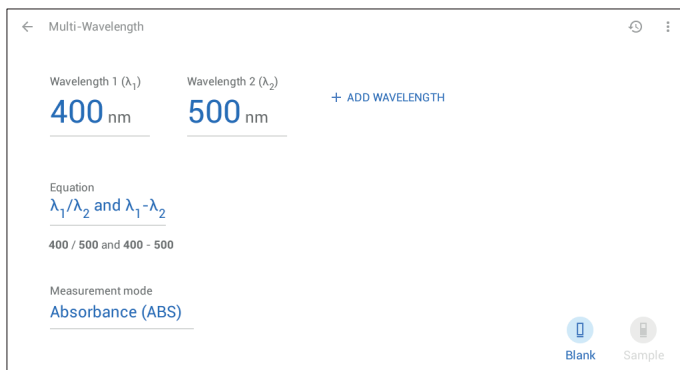 Multi-Wavelength
Wavelength 1 (λ₁) Wavelength 2 (λ₂)
400 nm 500 nm + ADD WAVELENGTH
Equation
λ₁/λ₂ and λ₁-λ₂
400 / 500 and 400 - 500
Measurement mode
Absorbance (ABS)
Blank Sample